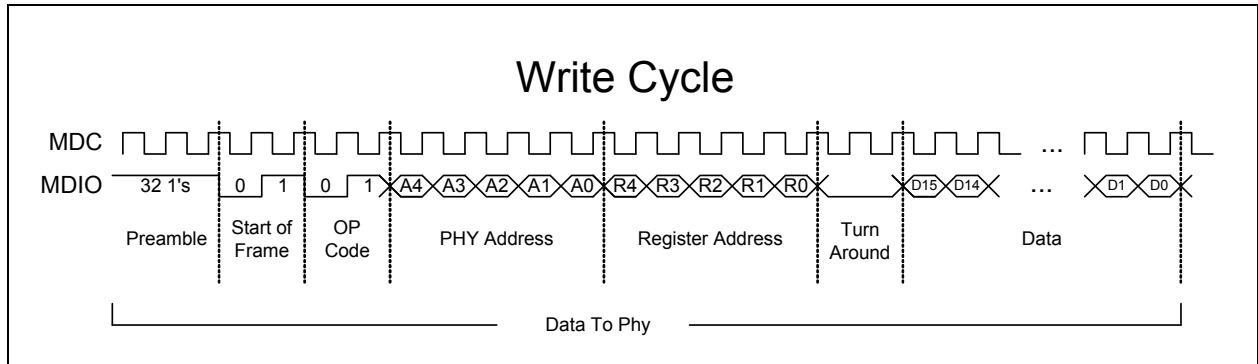 Write Cycle
MDC
...
MDIO
32 1's
0
1
0
1
A4
A3
A2
A1
A0
R4
R3
R2
R1
R0
D15
D14
...
D1
D0
Preamble
Start of
Frame
OP
Code
PHY Address
Register Address
Turn
Around
Data
Data To Phy